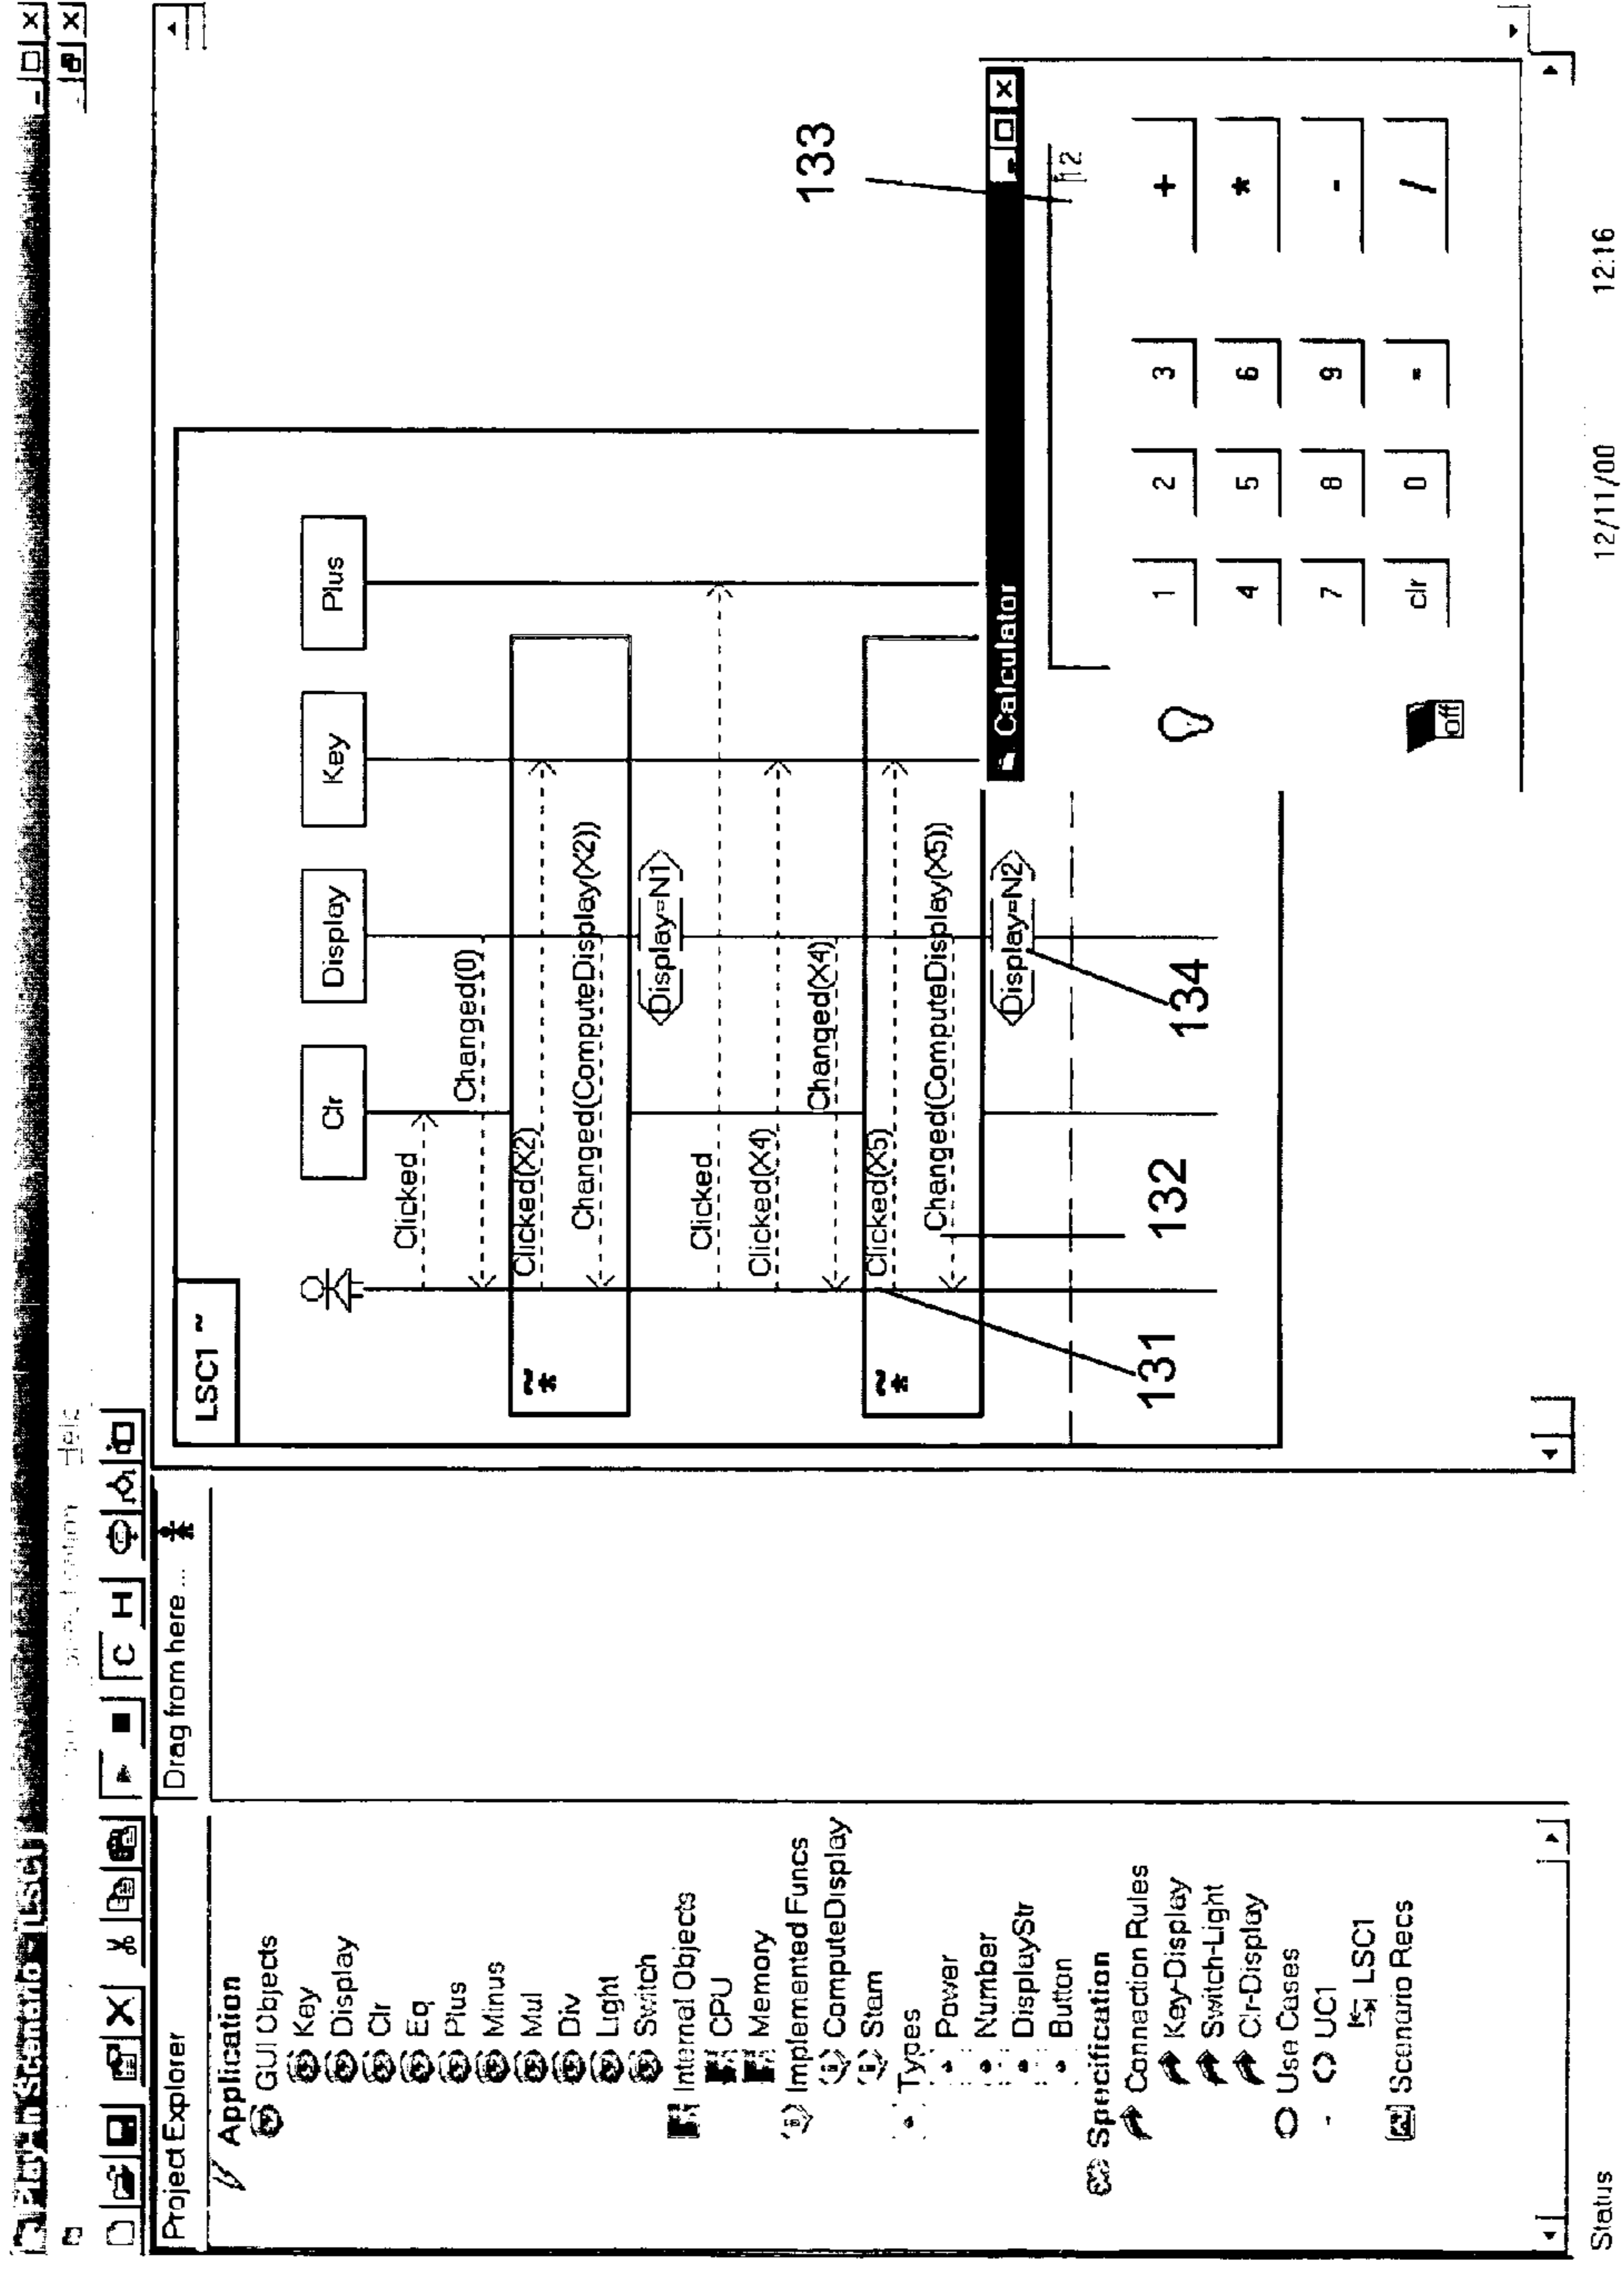 Play-In Scenario - [LSC]
Help
C H
Project Explorer
Drag from here ...
Application
GUI Objects
Key
Display
Clr
Eq
Plus
Minus
Mul
Div
Light
Switch
Internal Objects
CPU
Memory
Implemented Funcs
ComputeDisplay
Stam
Types
Power
Number
DisplayStr
Button
Specification
Connection Rules
Key-Display
Switch-Light
Clr-Display
Use Cases
UC1
LSC1
Scenario Recs
LSC1 ~
Clr Display Key Plus
Clicked
Changed(0)
~*
Clicked(X2)
Changed(ComputeDisplay(X2))
Display=N1
Clicked
Clicked(X4)
Changed(X4)
~*
Clicked(X5)
Changed(ComputeDisplay(X5))
Display=N2
131
132
134
133
Calculator
12
1 2 3 +
4 5 6 *
7 8 9 -
clr 0 = /
off
Status
12/11/00
12:16